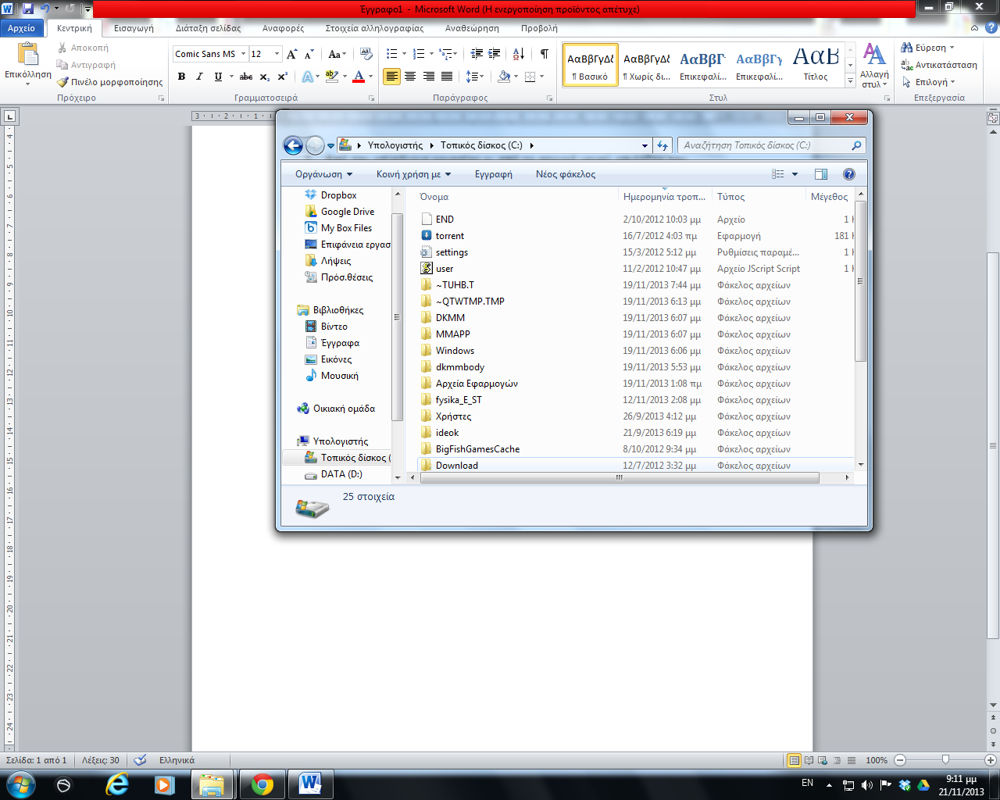 Έγγραφο1 - Microsoft Word (Η ενεργοποίηση προϊόντος απέτυχε)
Αρχείο Κεντρική Εισαγωγή Διάταξη σελίδας Αναφορές Στοιχεία αλληλογραφίας Αναθεώρηση Προβολή
Επικόλληση
Αποκοπή
Αντιγραφή
Πινέλο μορφοποίησης
Πρόχειρο
Comic Sans MS 12
Γραμματοσειρά
Παράγραφος
ΑαΒβΓγΔδ ΑαΒβΓγΔδ ΑαΒβΓ ΑαΒβΓγ ΑαΒ
¶ Βασικό ¶ Χωρίς δι... Επικεφαλί... Επικεφαλί... Τίτλος
Αλλαγή στυλ
Στυλ
Εύρεση
Αντικατάσταση
Επιλογή
Επεξεργασία
3 2 1
Υπολογιστής Τοπικός δίσκος (C:)
Αναζήτηση Τοπικός δίσκος (C:)
Οργάνωση Κοινή χρήση με Εγγραφή Νέος φάκελος
Dropbox
Google Drive
My Box Files
Επιφάνεια εργασ
Λήψεις
Πρόσ.θέσεις
Βιβλιοθήκες
Βίντεο
Έγγραφα
Εικόνες
Μουσική
Οικιακή ομάδα
Υπολογιστής
Τοπικός δίσκος (
DATA (D:)
Όνομα Ημερομηνία τροπ... Τύπος Μέγεθος
END 2/10/2012 10:03 μμ Αρχείο 1
torrent 16/7/2012 4:03 πμ Εφαρμογή 181
settings 15/3/2012 5:12 μμ Ρυθμίσεις παραμέ... 1
user 11/2/2012 10:47 μμ Αρχείο JScript Script 1
~TUHB.T 19/11/2013 7:44 μμ Φάκελος αρχείων
~QTWTMP.TMP 19/11/2013 6:13 μμ Φάκελος αρχείων
DKMM 19/11/2013 6:07 μμ Φάκελος αρχείων
MMAPP 19/11/2013 6:07 μμ Φάκελος αρχείων
Windows 19/11/2013 6:06 μμ Φάκελος αρχείων
dkmmbody 19/11/2013 5:53 μμ Φάκελος αρχείων
Αρχεία Εφαρμογών 19/11/2013 1:08 πμ Φάκελος αρχείων
fysika_E_ST 12/11/2013 2:08 μμ Φάκελος αρχείων
Χρήστες 26/9/2013 4:12 μμ Φάκελος αρχείων
ideok 21/9/2013 6:19 μμ Φάκελος αρχείων
BigFishGamesCache 8/10/2012 9:34 μμ Φάκελος αρχείων
Download 12/7/2012 3:32 μμ Φάκελος αρχείων
25 στοιχεία
Σελίδα: 1 από 1 Λέξεις: 30 Ελληνικά 100%
EN 9:11 μμ
21/11/2013